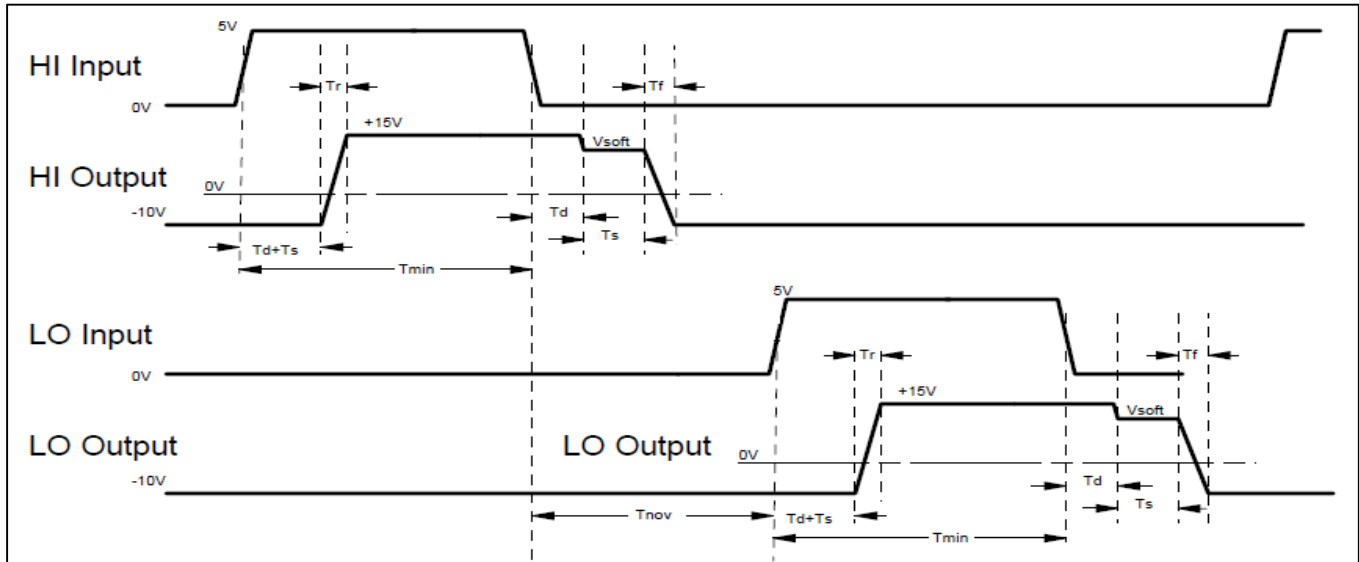 5V
HI Input
Tr
Tf
0V
+15V
Vsoft
HI Output
0V
-10V
Td
Ts
Td+Ts
Tmin
5V
LO Input
Tr
Tf
0V
+15V
Vsoft
LO Output
LO Output
0V
-10V
Td
Ts
Tnov
Td+Ts
Tmin